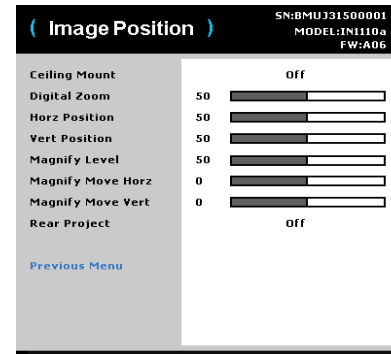 ( Image Position )
SN:BMUJ31500001
MODEL:IN1110a
FW:A06
Ceiling Mount Off
Digital Zoom 50
Horz Position 50
Vert Position 50
Magnify Level 50
Magnify Move Horz 0
Magnify Move Vert 0
Rear Project Off
Previous Menu